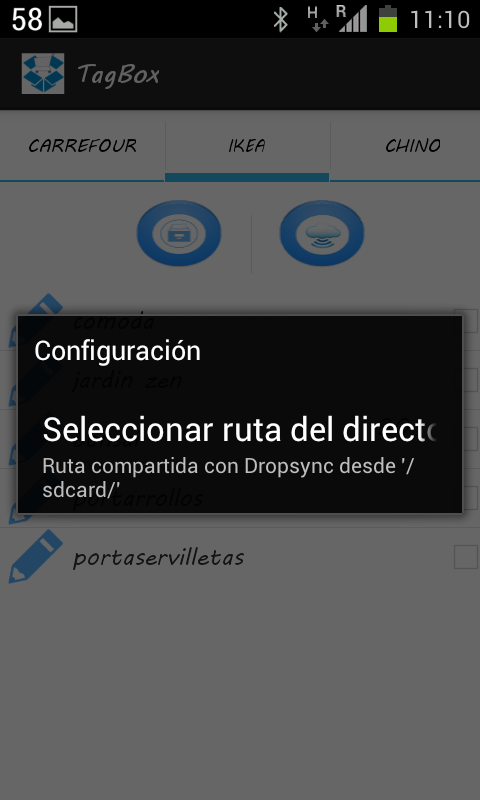 58 H R 11:10
TagBox
CARREFOUR IKEA CHINO
comoda
Configuración
jardin zen
Seleccionar ruta del directo
Ruta compartida con Dropsync desde '/
sdcard/'
portarrollos
portaservilletas